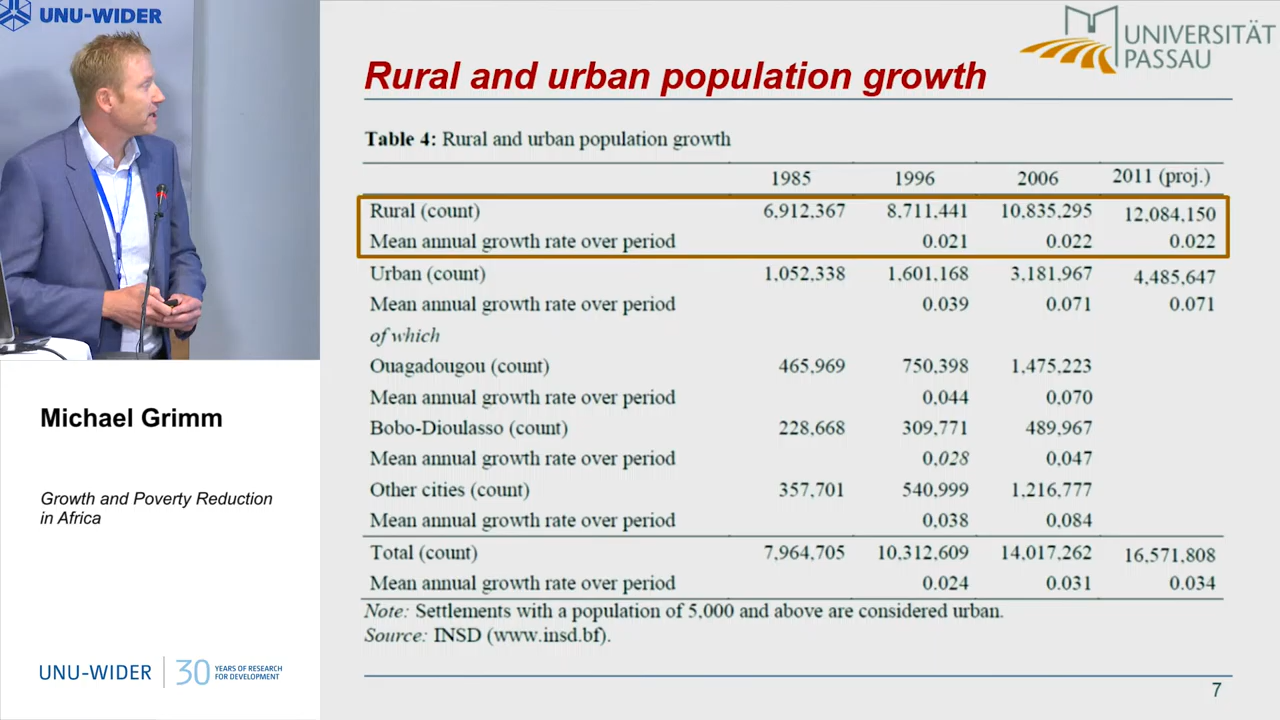 UNU-WIDER
UNIVERSITÄT
PASSAU
Rural and urban population growth
Table 4: Rural and urban population growth
1985 1996 2006 2011 (proj.)
Rural (count) 6,912,367 8,711,441 10,835,295 12,084,150
Mean annual growth rate over period 0.021 0.022 0.022
Urban (count) 1,052,338 1,601,168 3,181,967 4,485,647
Mean annual growth rate over period 0.039 0.071 0.071
of which
Ouagadougou (count) 465,969 750,398 1,475,223
Mean annual growth rate over period 0,044 0,070
Bobo-Dioulasso (count) 228,668 309,771 489,967
Mean annual growth rate over period 0,028 0,047
Other cities (count) 357,701 540,999 1,216,777
Mean annual growth rate over period 0,038 0,084
Total (count) 7,964,705 10,312,609 14,017,262 16,571,808
Mean annual growth rate over period 0.024 0.031 0.034
Note: Settlements with a population of 5,000 and above are considered urban.
Source: INSD (www.insd.bf).
7
Michael Grimm
Growth and Poverty Reduction
in Africa
UNU-WIDER
30 YEARS OF RESEARCH
FOR DEVELOPMENT